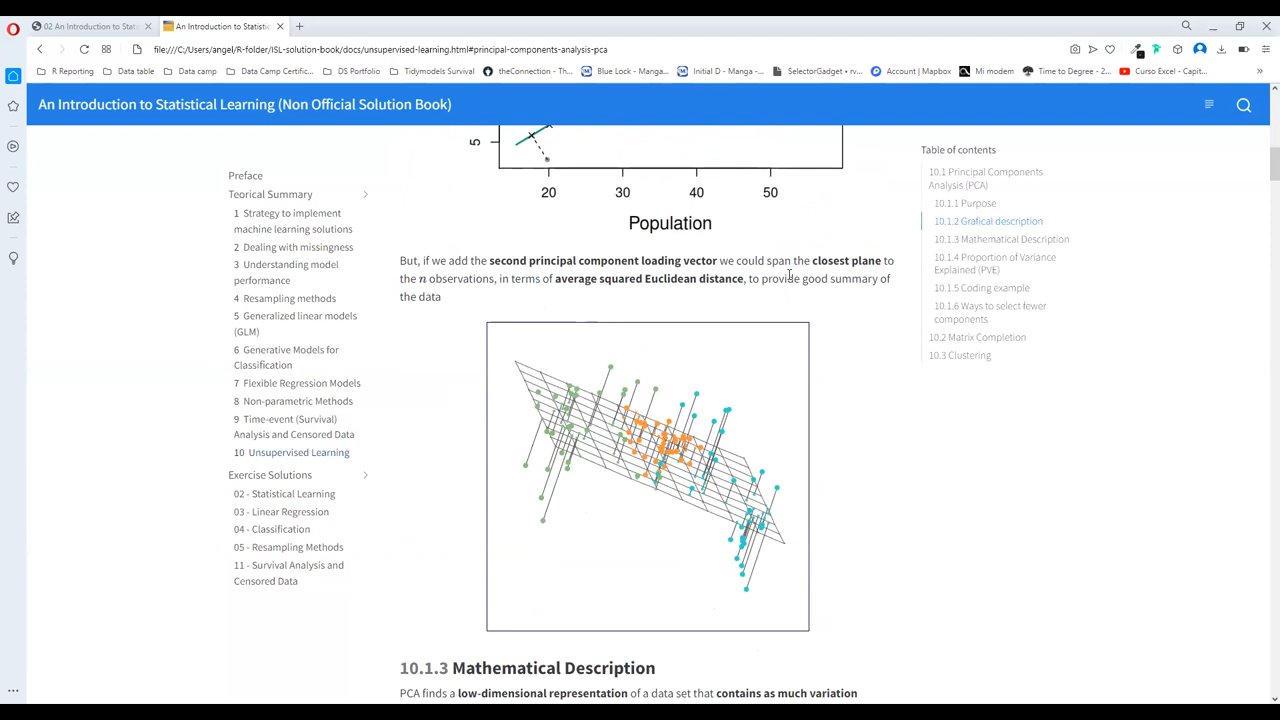 02 An Introduction to Stati
An Introduction to Statistic
file:///C:/Users/angel/R-folder/ISL-solution-book/docs/unsupervised-learning.html#principal-components-analysis-pca
R Reporting
Data table
Data camp
Data Camp Certific...
DS Portfolio
Tidymodels Survival
theConnection - Th...
Blue Lock - Manga...
Initial D - Manga -...
SelectorGadget • rv...
Account | Mapbox
Mi modem
Time to Degree - 2...
Curso Excel - Capit...
An Introduction to Statistical Learning (Non Official Solution Book)
Preface
Teorical Summary
1 Strategy to implement
machine learning solutions
2 Dealing with missingness
3 Understanding model
performance
4 Resampling methods
5 Generalized linear models
(GLM)
6 Generative Models for
Classification
7 Flexible Regression Models
8 Non-parametric Methods
9 Time-event (Survival)
Analysis and Censored Data
10 Unsupervised Learning
Exercise Solutions
02 - Statistical Learning
03 - Linear Regression
04 - Classification
05 - Resampling Methods
11 - Survival Analysis and
Censored Data
5
20 30 40 50
Population
But, if we add the second principal component loading vector we could span the closest plane to
the n observations, in terms of average squared Euclidean distance, to provide good summary of
the data
10.1.3 Mathematical Description
PCA finds a low-dimensional representation of a data set that contains as much variation
Table of contents
10.1 Principal Components
Analysis (PCA)
10.1.1 Purpose
10.1.2 Grafical description
10.1.3 Mathematical Description
10.1.4 Proportion of Variance
Explained (PVE)
10.1.5 Coding example
10.1.6 Ways to select fewer
components
10.2 Matrix Completion
10.3 Clustering